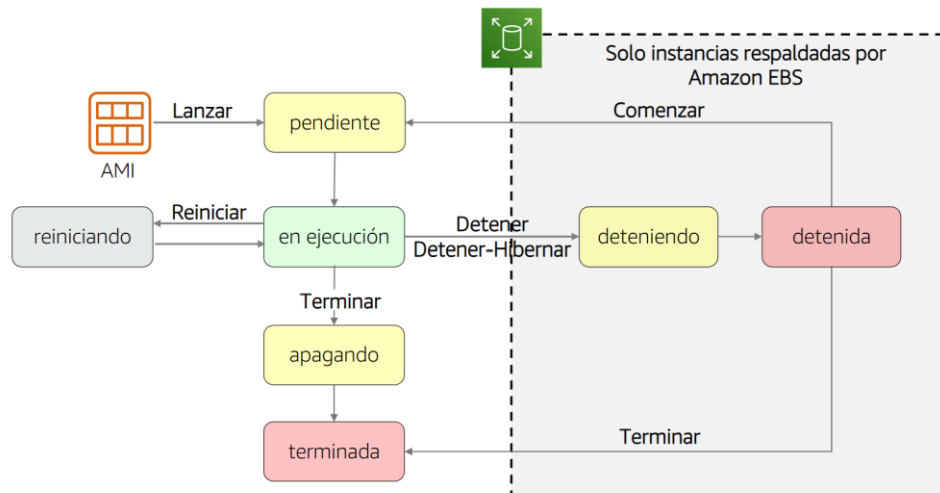 Solo instancias respaldadas por
Amazon EBS
Lanzar
pendiente
Comenzar
AMI
Reiniciar
reiniciando
en ejecución
Detener
Detener-Hibernar
deteniendo
detenida
Terminar
apagando
terminada
Terminar